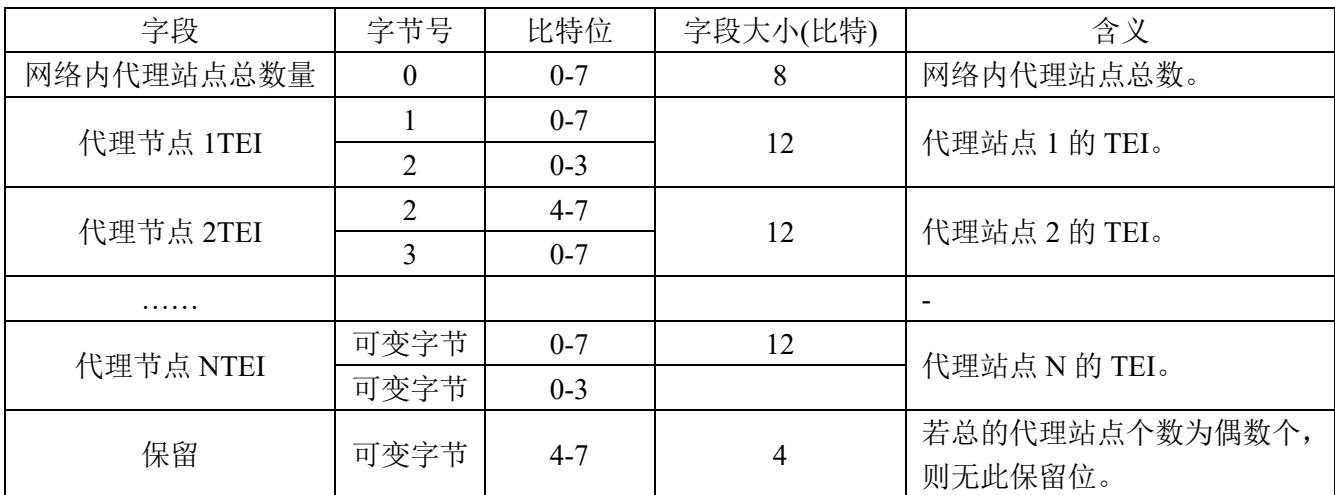 字段 字节号 比特位 字段大小(比特) 含义
网络内代理站点总数量 0 0-7 8 网络内代理站点总数。
代理节点 1TEI 1 0-7 12 代理站点 1 的 TEI。
2 0-3
代理节点 2TEI 2 4-7 12 代理站点 2 的 TEI。
3 0-7
…… -
代理节点 NTEI 可变字节 0-7 12 代理站点 N 的 TEI。
可变字节 0-3
保留 可变字节 4-7 4 若总的代理站点个数为偶数个，
则无此保留位。